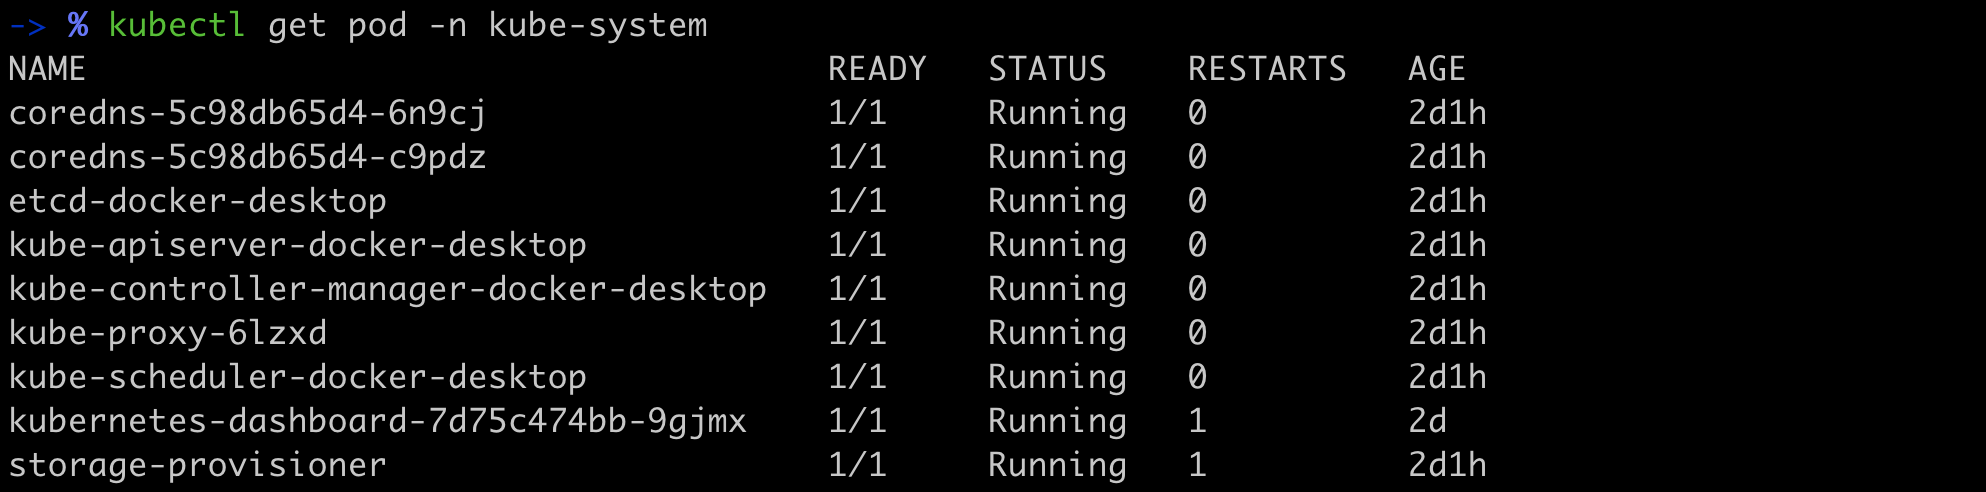 -> % kubectl get pod -n kube-system
NAME READY STATUS RESTARTS AGE
coredns-5c98db65d4-6n9cj 1/1 Running 0 2d1h
coredns-5c98db65d4-c9pdz 1/1 Running 0 2d1h
etcd-docker-desktop 1/1 Running 0 2d1h
kube-apiserver-docker-desktop 1/1 Running 0 2d1h
kube-controller-manager-docker-desktop 1/1 Running 0 2d1h
kube-proxy-6lzxd 1/1 Running 0 2d1h
kube-scheduler-docker-desktop 1/1 Running 0 2d1h
kubernetes-dashboard-7d75c474bb-9gjmx 1/1 Running 1 2d
storage-provisioner 1/1 Running 1 2d1h